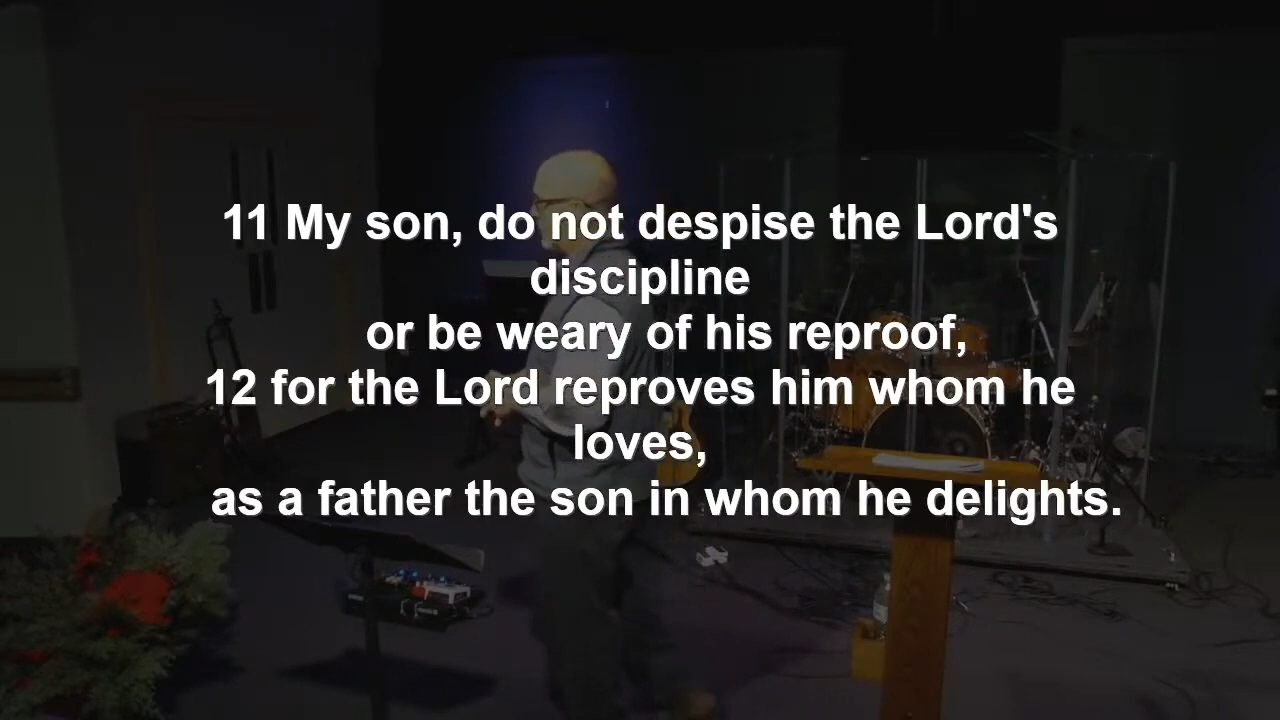 11 My son, do not despise the Lord's
discipline
or be weary of his reproof,
12 for the Lord reproves him whom he
loves,
as a father the son in whom he delights.